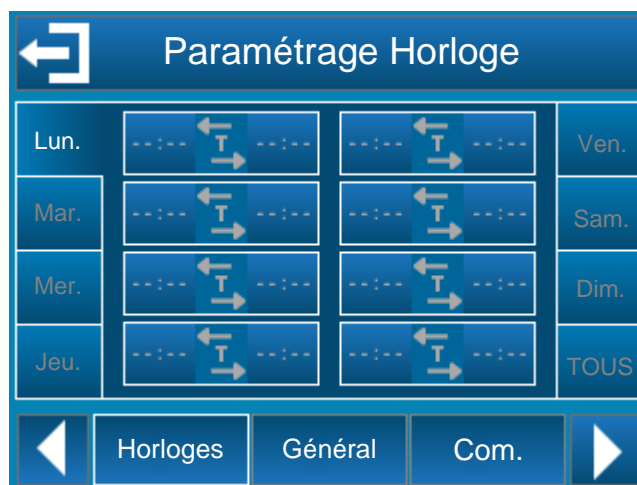 Paramétrage Horloge
Lun. --:-- T --:-- --:-- T --:-- Ven.
Mar. --:-- T --:-- --:-- T --:-- Sam.
Mer. --:-- T --:-- --:-- T --:-- Dim.
Jeu. --:-- T --:-- --:-- T --:-- TOUS
Horloges Général Com.